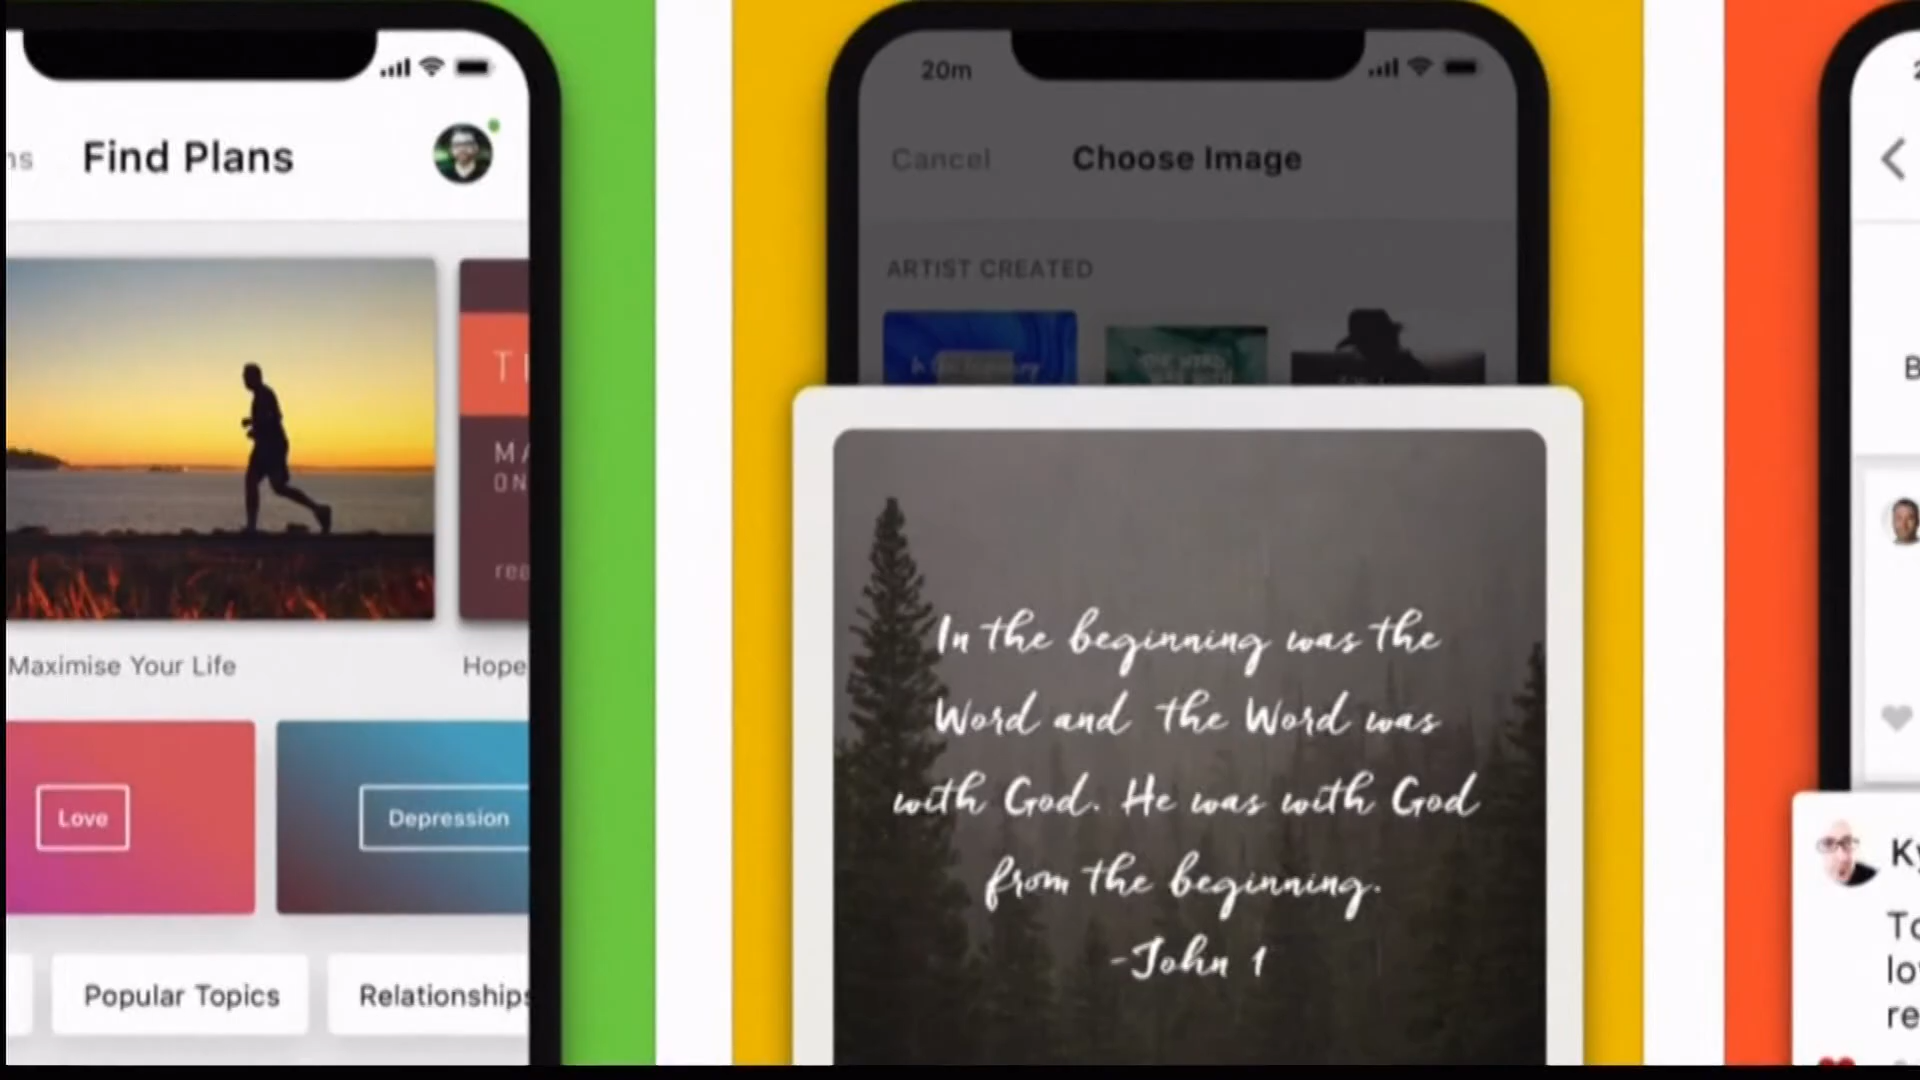 Find Plans
Maximise Your Life
Hope
Love
Depression
Popular Topics
Relationships
20m
Cancel
Choose Image
ARTIST CREATED
In the beginning was the
Word and the Word was
with God. He was with God
from the beginning.
-John 1